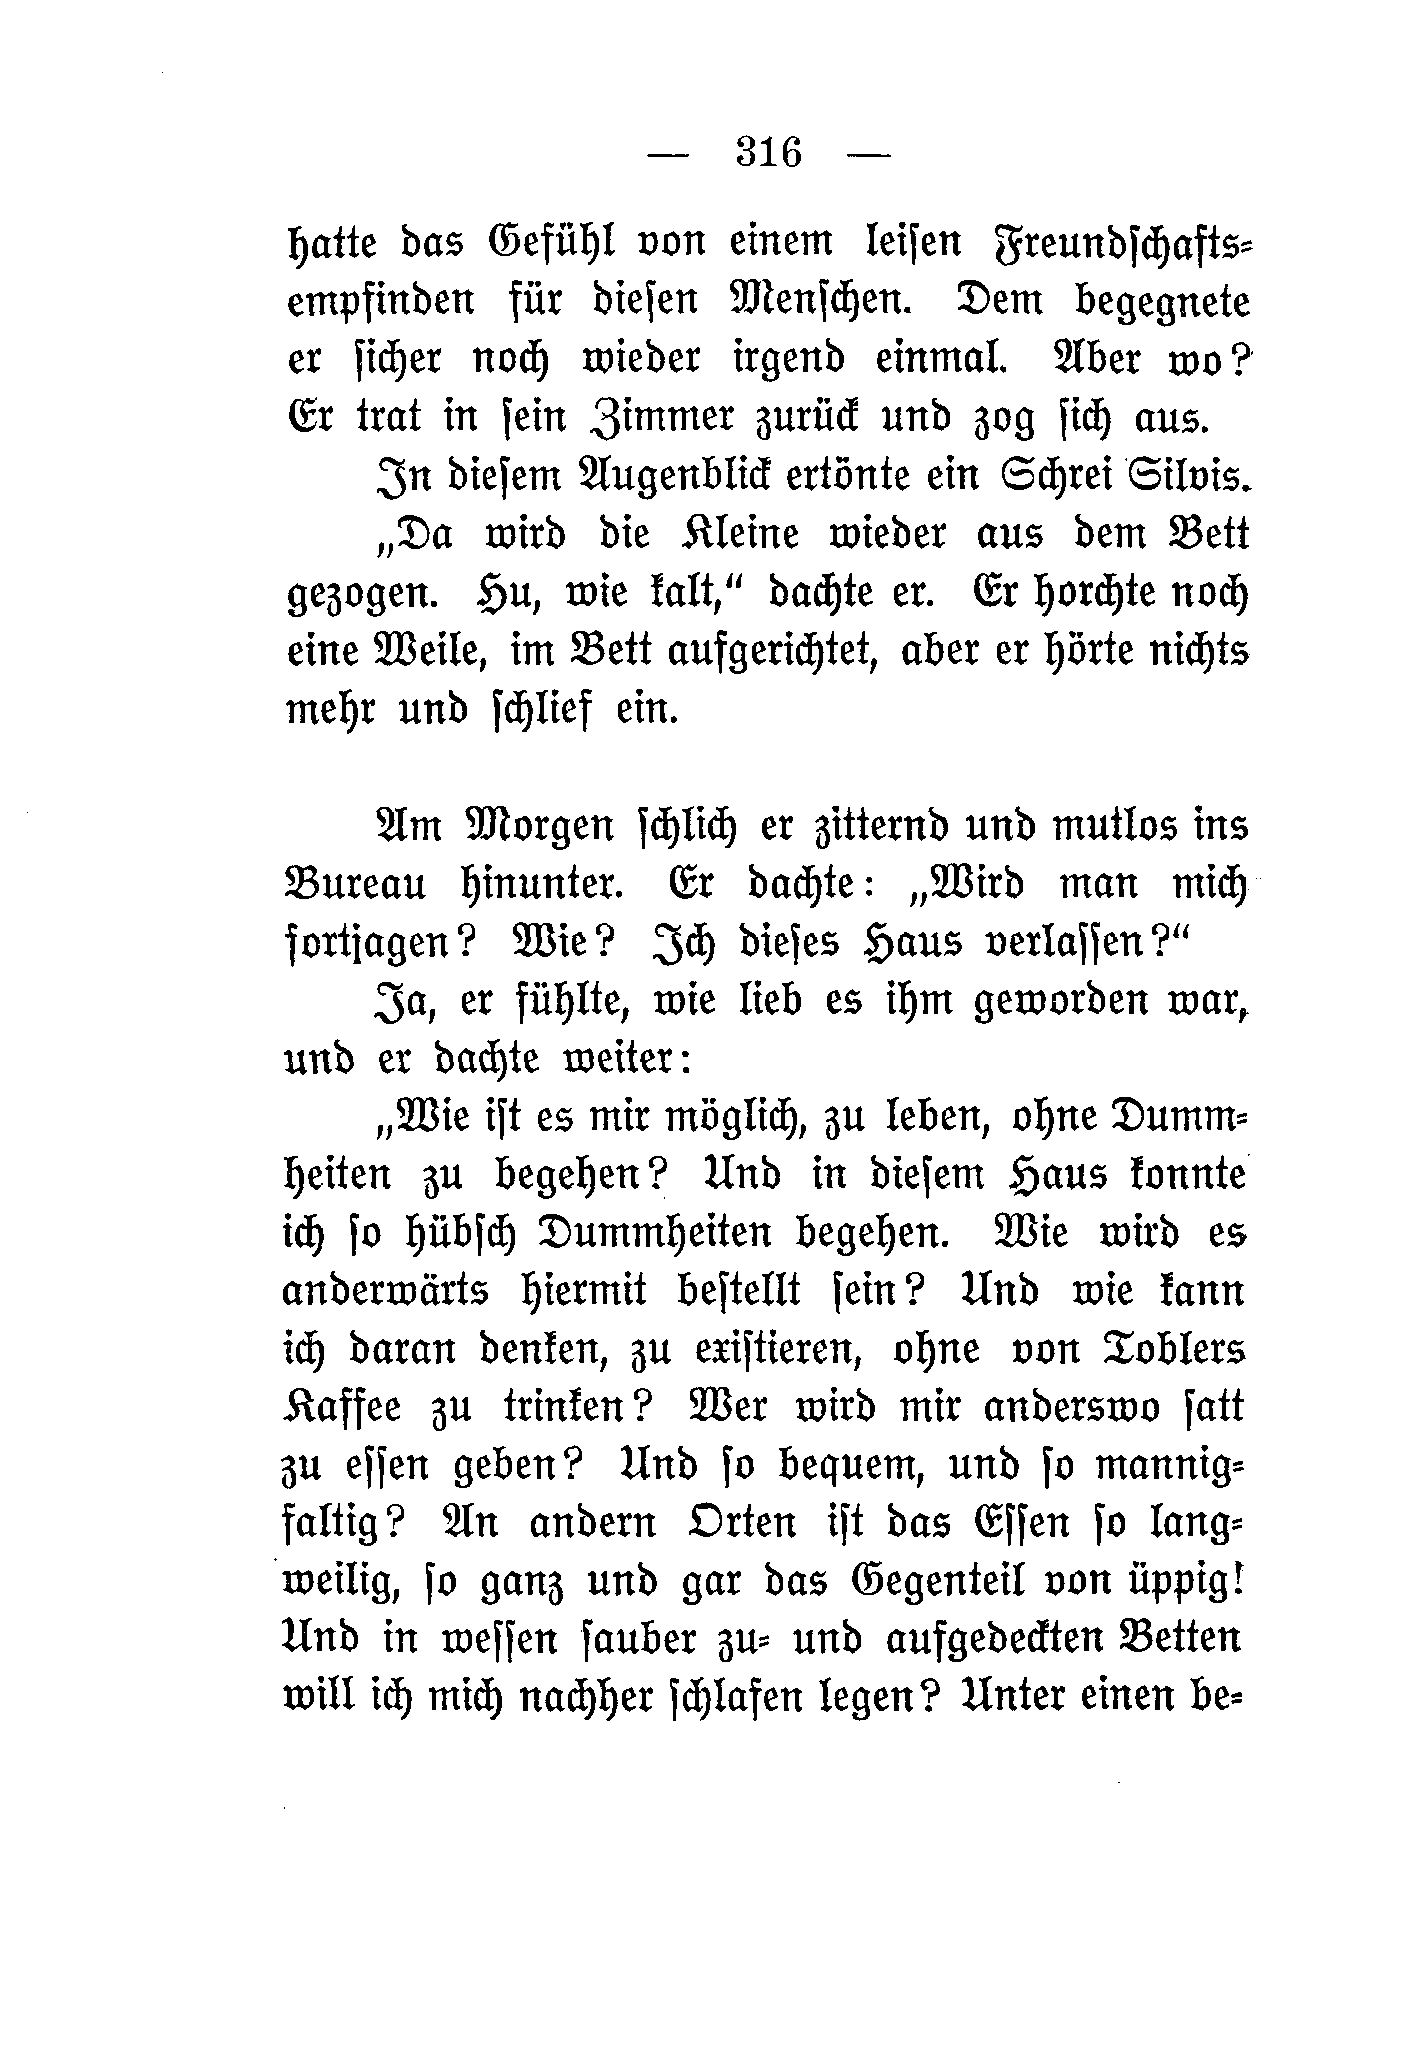 — 316 —
hatte das Gefühl von einem leiſen Freundſchafts⸗
empfinden für dieſen Menſchen. Dem begegnete
er ſicher noch wieder irgend einmal. Aber wo?
Er trat in ſein Zimmer zurück und zog ſich aus.
In dieſem Augenblick ertönte ein Schrei Silvis.
„Da wird die Kleine wieder aus dem Bett
gezogen. Hu, wie kalt,“ dachte er. Er horchte noch
eine Weile, im Bett aufgerichtet, aber er hörte nichts
mehr und ſchlief ein.
Am Morgen ſchlich er zitternd und mutlos ins
Bureau hinunter. Er dachte: „Wird man mich
fortjagen? Wie? Ich dieſes Haus verlaſſen?“
Ja, er fühlte, wie lieb es ihm geworden war,
und er dachte weiter:
„Wie iſt es mir möglich, zu leben, ohne Dumm⸗
heiten zu begehen? Und in dieſem Haus konnte
ich ſo hübſch Dummheiten begehen. Wie wird es
anderwärts hiermit beſtellt ſein? Und wie kann
ich daran denken, zu exiſtieren, ohne von Toblers
Kaffee zu trinken? Wer wird mir anderswo ſatt
zu eſſen geben? Und ſo bequem, und ſo mannig⸗
faltig? An andern Orten iſt das Eſſen ſo lang⸗
weilig, ſo ganz und gar das Gegenteil von üppig!
Und in weſſen ſauber zu⸗ und aufgedeckten Betten
will ich mich nachher ſchlafen legen? Unter einen be⸗